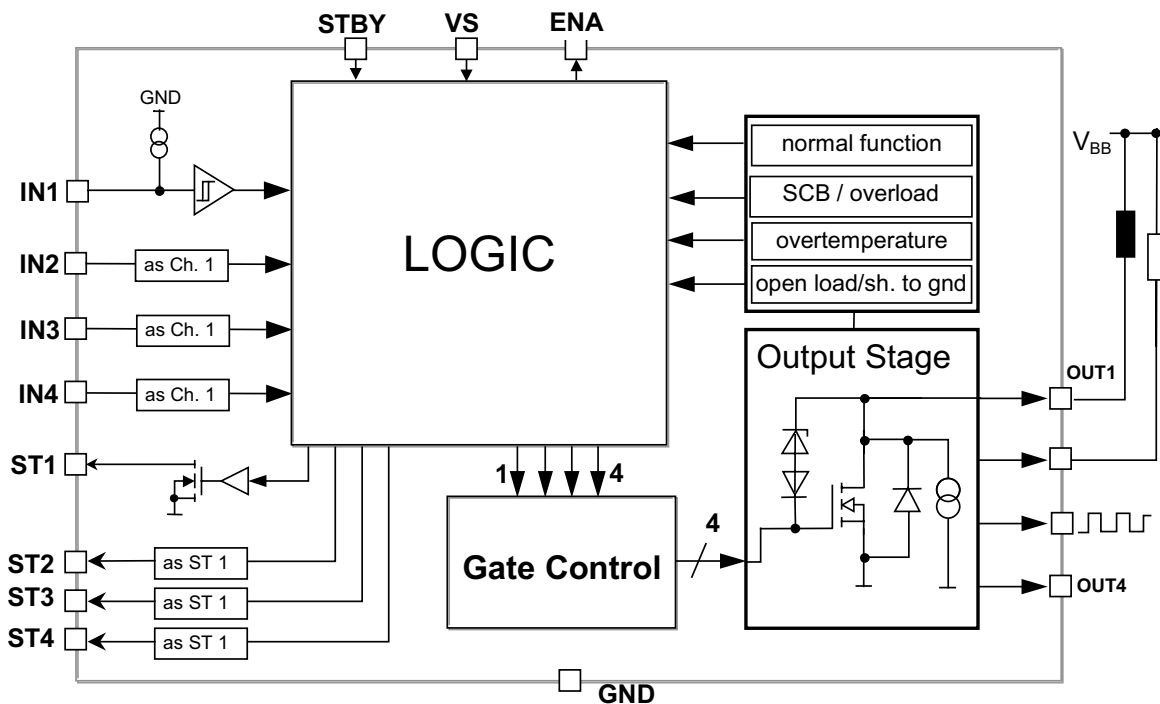 STBY VS ENA
GND
IN1
IN2 as Ch. 1
IN3 as Ch. 1
IN4 as Ch. 1
ST1
ST2 as ST 1
ST3 as ST 1
ST4 as ST 1
LOGIC
1 4
Gate Control
4
normal function
SCB / overload
overtemperature
open load/sh. to gnd
Output Stage
VBB
OUT1
OUT4
GND